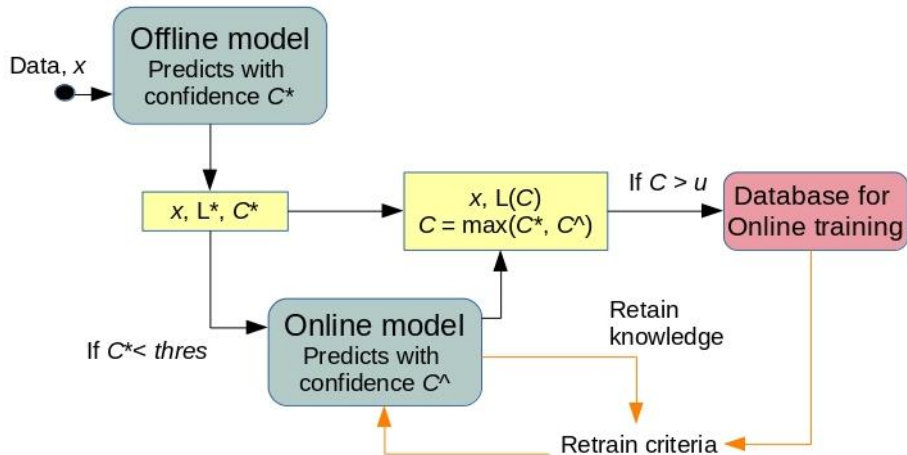 Offline model
Predicts with
confidence C*
Data, x
x, L*, C*
x, L(C)
C = max(C*, C^)
If C > u
Database for
Online training
If C*< thres
Online model
Predicts with
confidence C^
Retain
knowledge
Retrain criteria